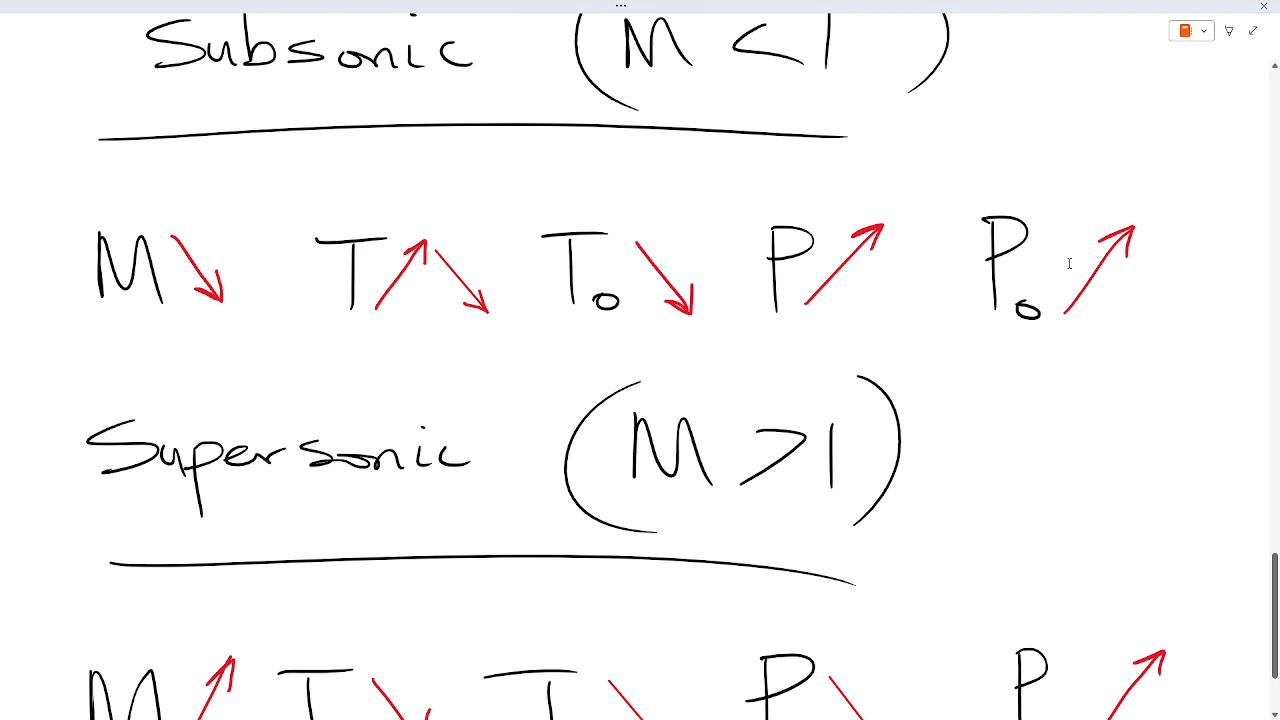 Subsonic (M < 1)
M ↘ T ↗ ↘ T₀ ↘ P ↗ P₀ ↗
Supersonic (M > 1)
M ↗ T ↘ T ↘ P ↘ P ↗